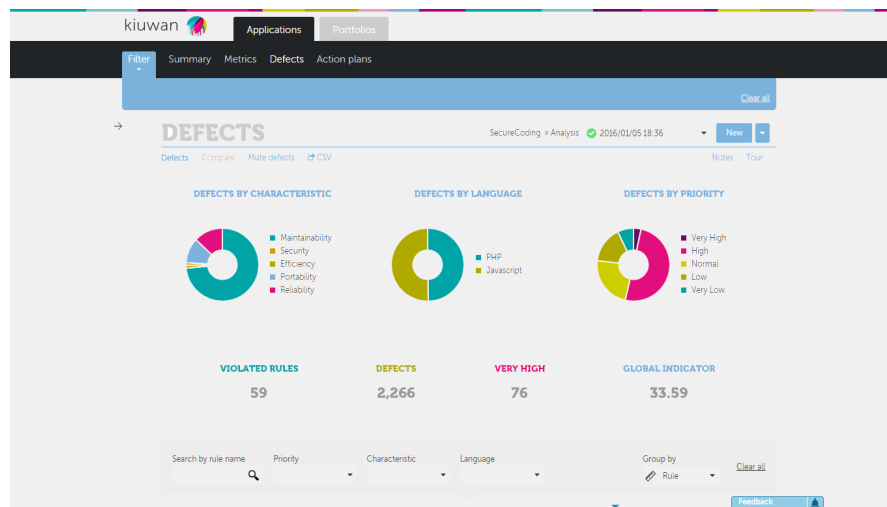 kiuwan
Applications Portfolios
Filter Summary Metrics Defects Action plans
Clear all
DEFECTS SecureCoding » Analysis 2016/01/05 18:36 New
Defects Compare Mute defects CSV Notes Tour
DEFECTS BY CHARACTERISTIC DEFECTS BY LANGUAGE DEFECTS BY PRIORITY
Maintainability
Security
Efficiency
Portability
Reliability
PHP
Javascript
Very High
High
Normal
Low
Very Low
VIOLATED RULES DEFECTS VERY HIGH GLOBAL INDICATOR
59 2,266 76 33.59
Search by rule name Priority Characteristic Language Group by
Rule Clear all
Feedback